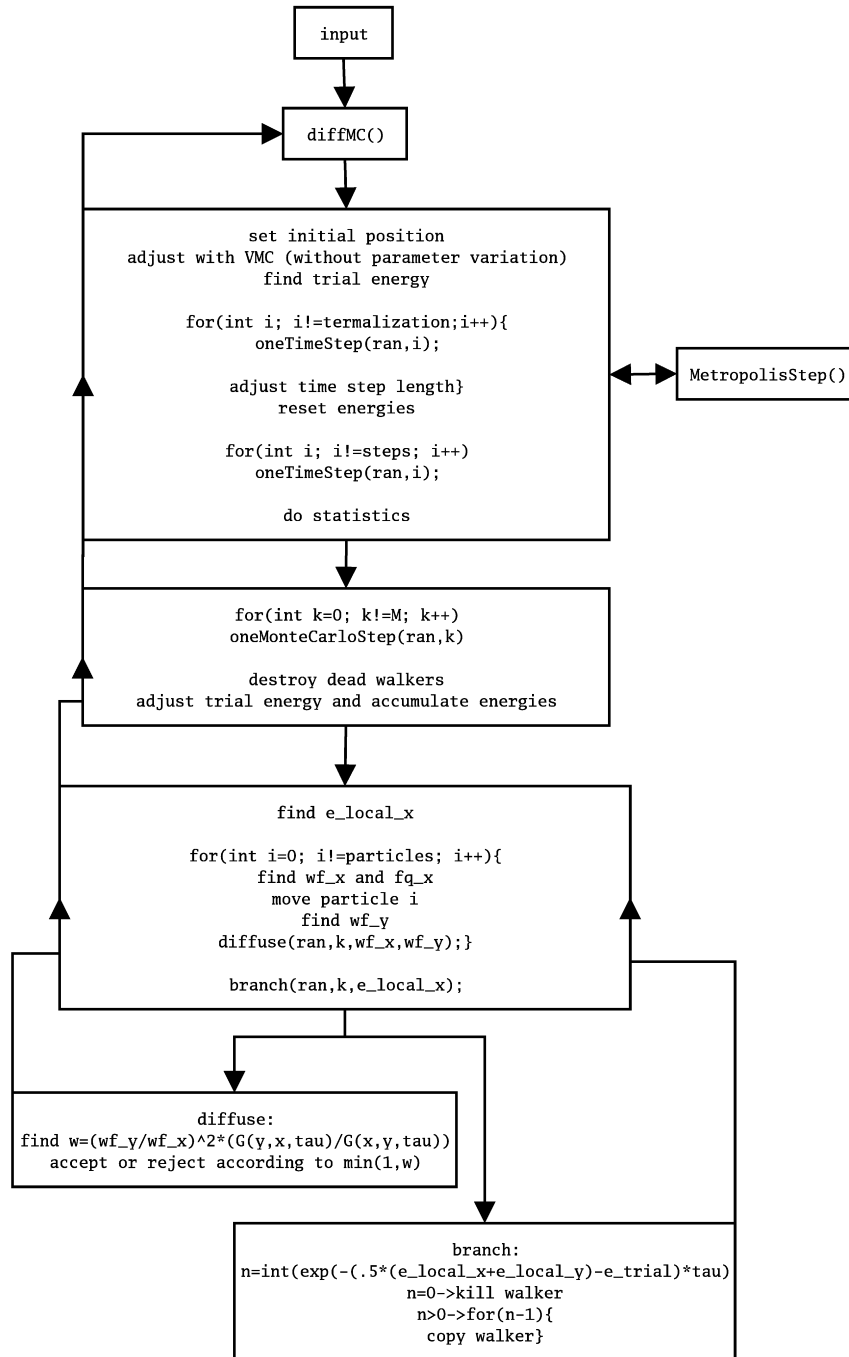 input
diffMC()
set initial position
adjust with VMC (without parameter variation)
find trial energy
for(int i; i!=termalization;i++){
oneTimeStep(ran,i);
adjust time step length}
reset energies
for(int i; i!=steps; i++)
oneTimeStep(ran,i);
do statistics
MetropolisStep()
for(int k=0; k!=M; k++)
oneMonteCarloStep(ran,k)
destroy dead walkers
adjust trial energy and accumulate energies
find e_local_x
for(int i=0; i!=particles; i++){
find wf_x and fq_x
move particle i
find wf_y
diffuse(ran,k,wf_x,wf_y);}
branch(ran,k,e_local_x);
diffuse:
find w=(wf_y/wf_x)^2*(G(y,x,tau)/G(x,y,tau))
accept or reject according to min(1,w)
branch:
n=int(exp(-(.5*(e_local_x+e_local_y)-e_trial)*tau)
n=0->kill walker
n>0->for(n-1){
copy walker}